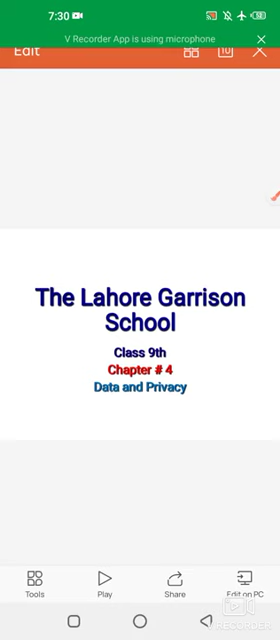 7:30
V Recorder App is using microphone
Edit
The Lahore Garrison
School
Class 9th
Chapter # 4
Data and Privacy
Tools
Play
Share
Edit on PC
RECORDER